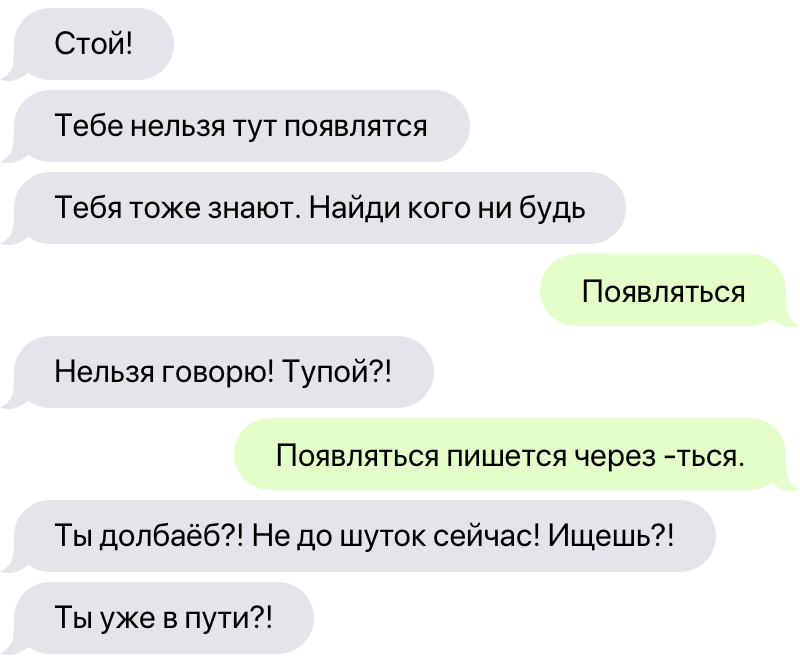 Стой!
Тебе нельзя тут появлятся
Тебя тоже знают. Найди кого ни будь
Появляться
Нельзя говорю! Тупой?!
Появляться пишется через -ться.
Ты долбаёб?! Не до шуток сейчас! Ищешь?!
Ты уже в пути?!